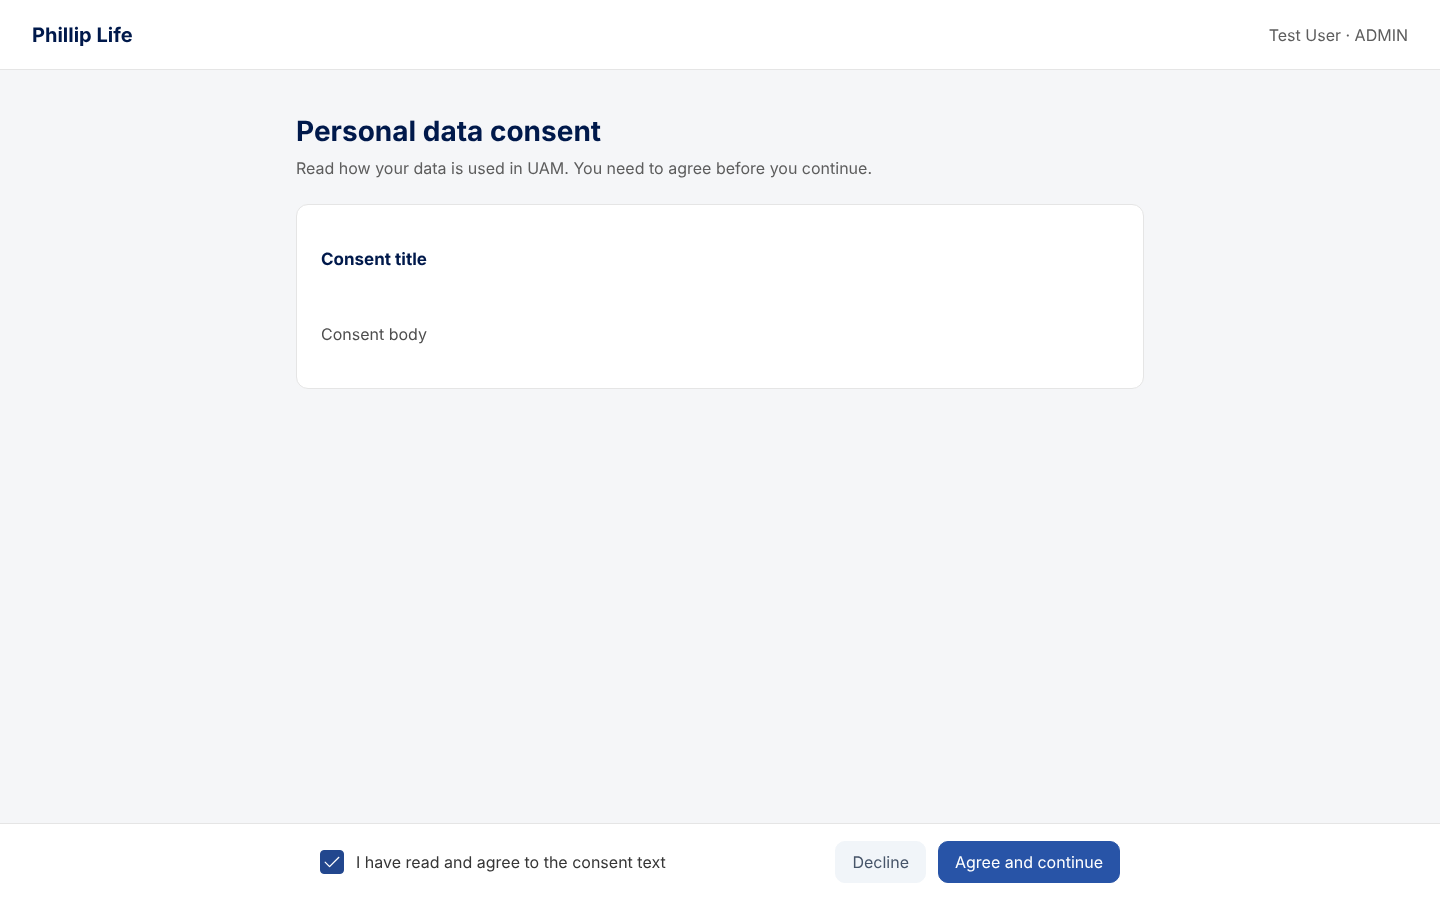 Phillip Life
Test User · ADMIN
Personal data consent
Read how your data is used in UAM. You need to agree before you continue.
Consent title
Consent body
I have read and agree to the consent text
Decline
Agree and continue